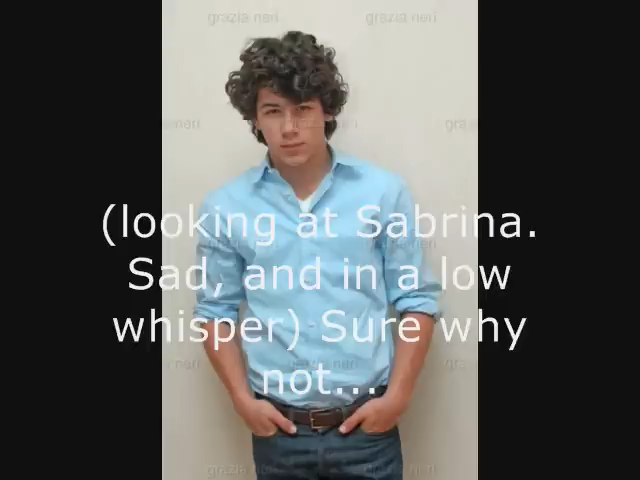 grazia neri grazia neri
(looking at Sabrina.
Sad, and in a low
whisper) Sure why
not...